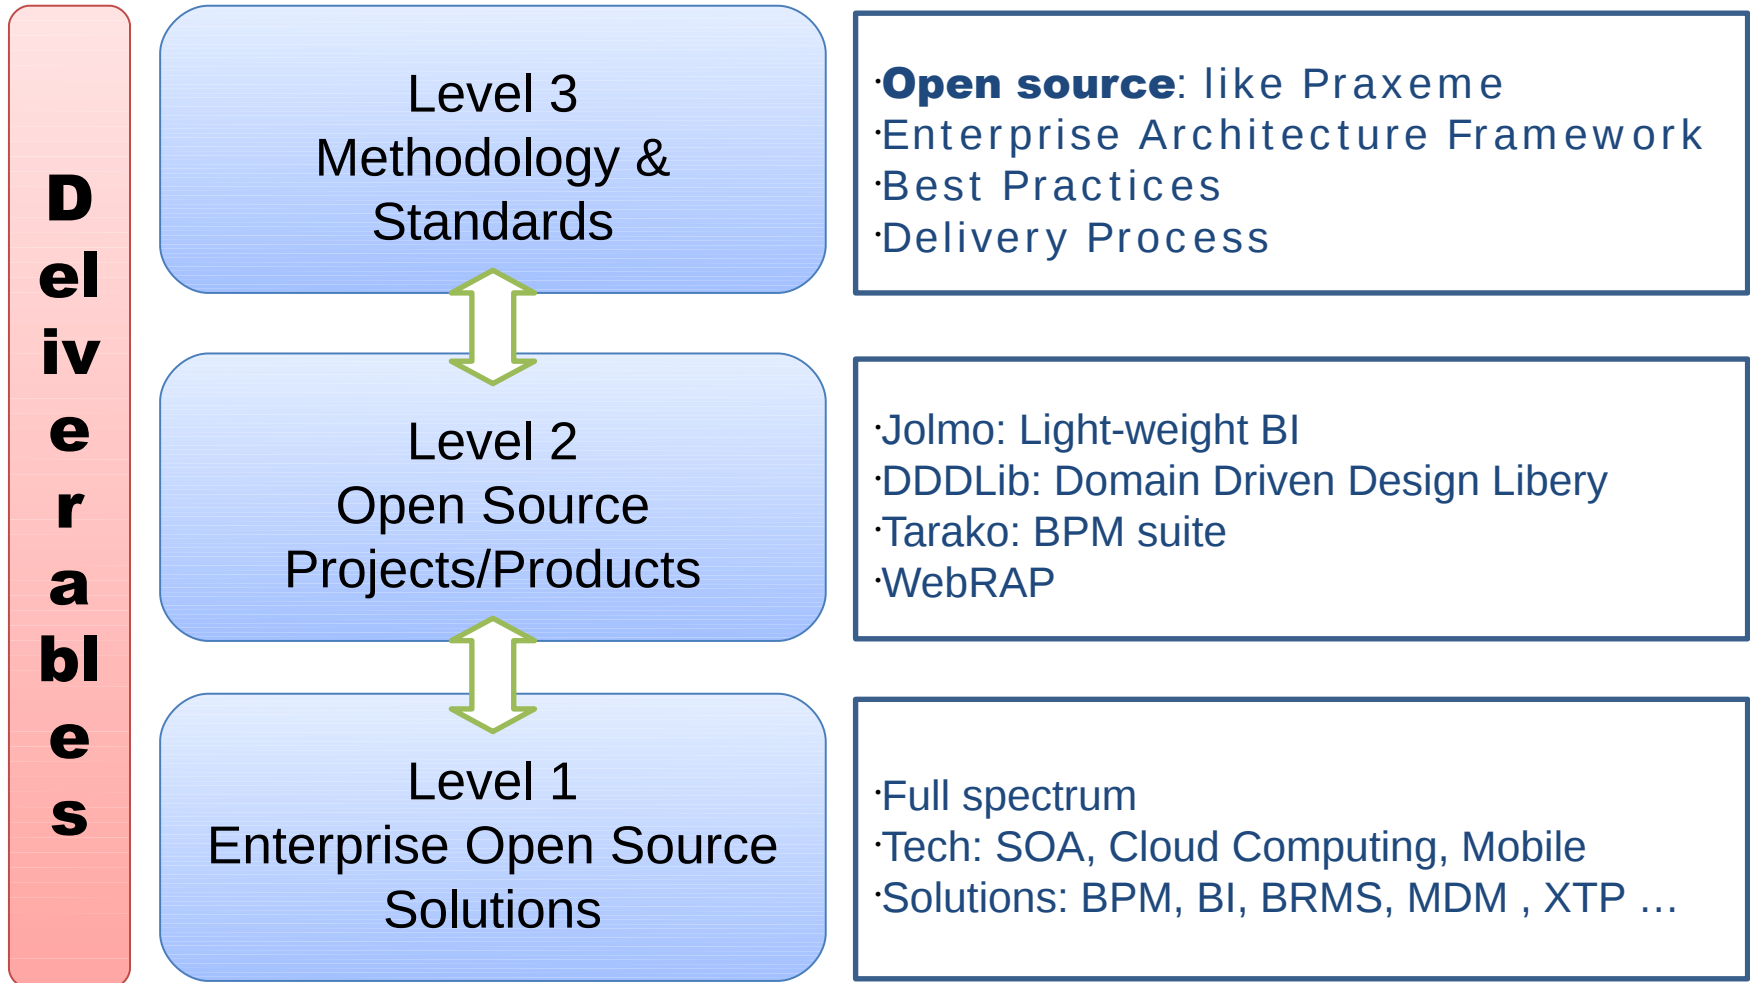 D
el
iv
e
r
a
bl
e
s
Level 3
Methodology &
Standards
·Open source: like Praxeme
·Enterprise Architecture Framework
·Best Practices
·Delivery Process
Level 2
Open Source
Projects/Products
·Jolmo: Light-weight BI
·DDDLib: Domain Driven Design Libery
·Tarako: BPM suite
·WebRAP
Level 1
Enterprise Open Source
Solutions
·Full spectrum
·Tech: SOA, Cloud Computing, Mobile
·Solutions: BPM, BI, BRMS, MDM , XTP …